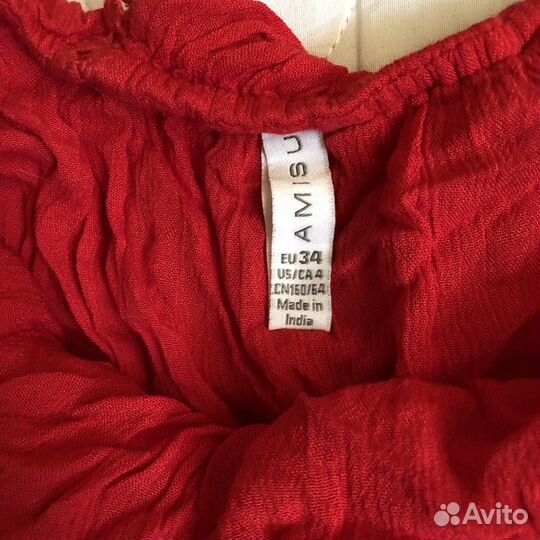 AMISU
EU 34
US/CA 4
CN160/64
Made in
India
Avito